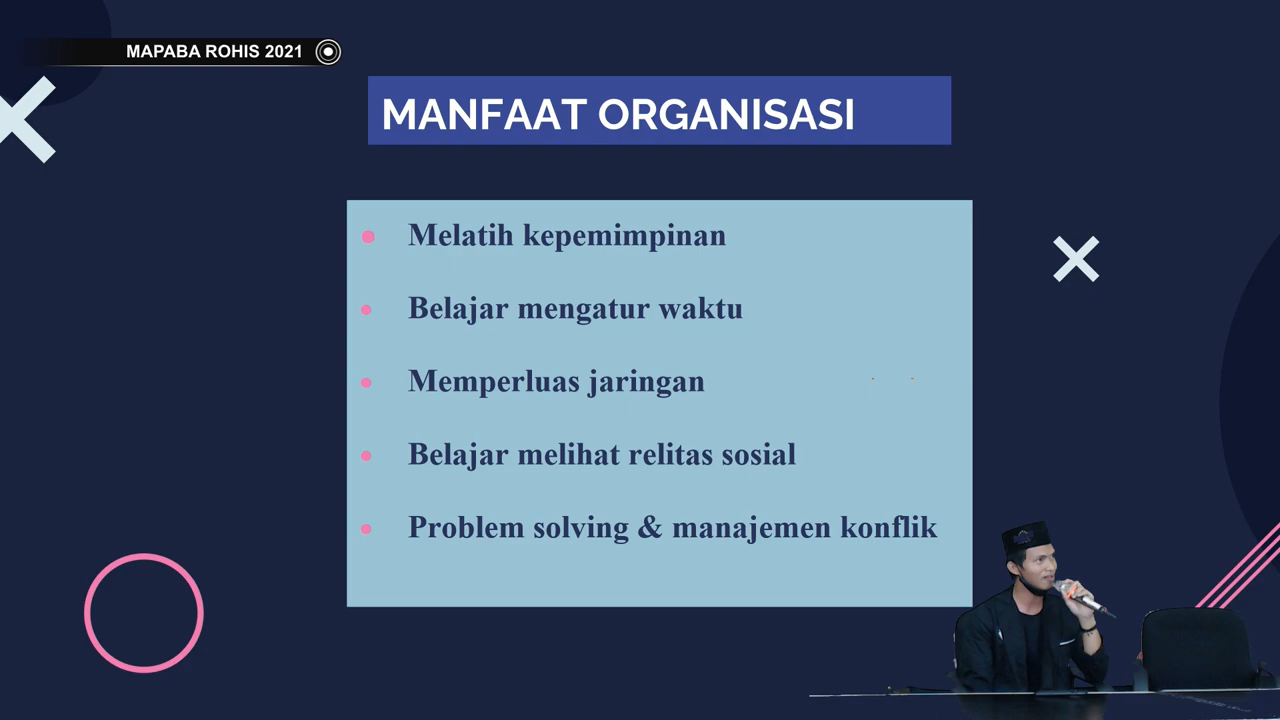 MAPABA ROHIS 2021
MANFAAT ORGANISASI
Melatih kepemimpinan
Belajar mengatur waktu
Memperluas jaringan
Belajar melihat relitas sosial
Problem solving & manajemen konflik